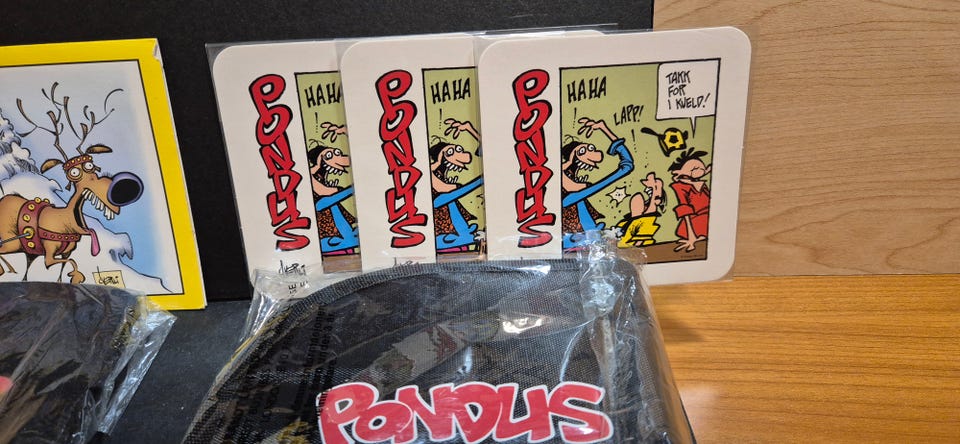 PONDUS
HAHA
PONDUS
HAHA
PONDUS
HAHA
LAPP!
TAKK
FOR
I KVELD!
PONDUS